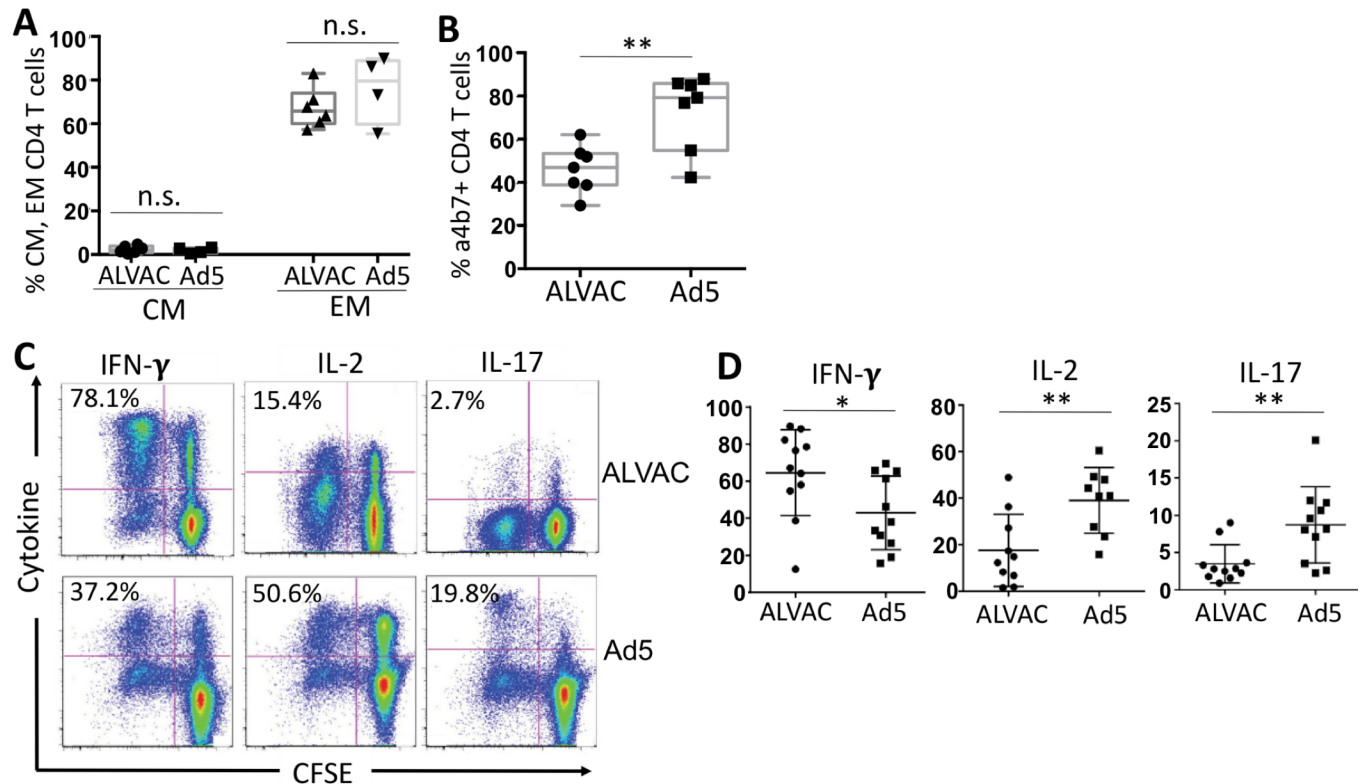 A
% CM, EM CD4 T cells
100
80
60
40
20
0
n.s.
n.s.
ALVAC Ad5 ALVAC Ad5
CM EM
B
% a4b7+ CD4 T cells
100
80
60
40
20
0
**
ALVAC Ad5
C
IFN-γ IL-2 IL-17
Cytokine
78.1% 15.4% 2.7%
ALVAC
37.2% 50.6% 19.8%
Ad5
CFSE
D
IFN-γ
*
100
80
60
40
20
0
ALVAC Ad5
IL-2
**
80
60
40
20
0
ALVAC Ad5
IL-17
**
25
20
15
10
5
0
ALVAC Ad5